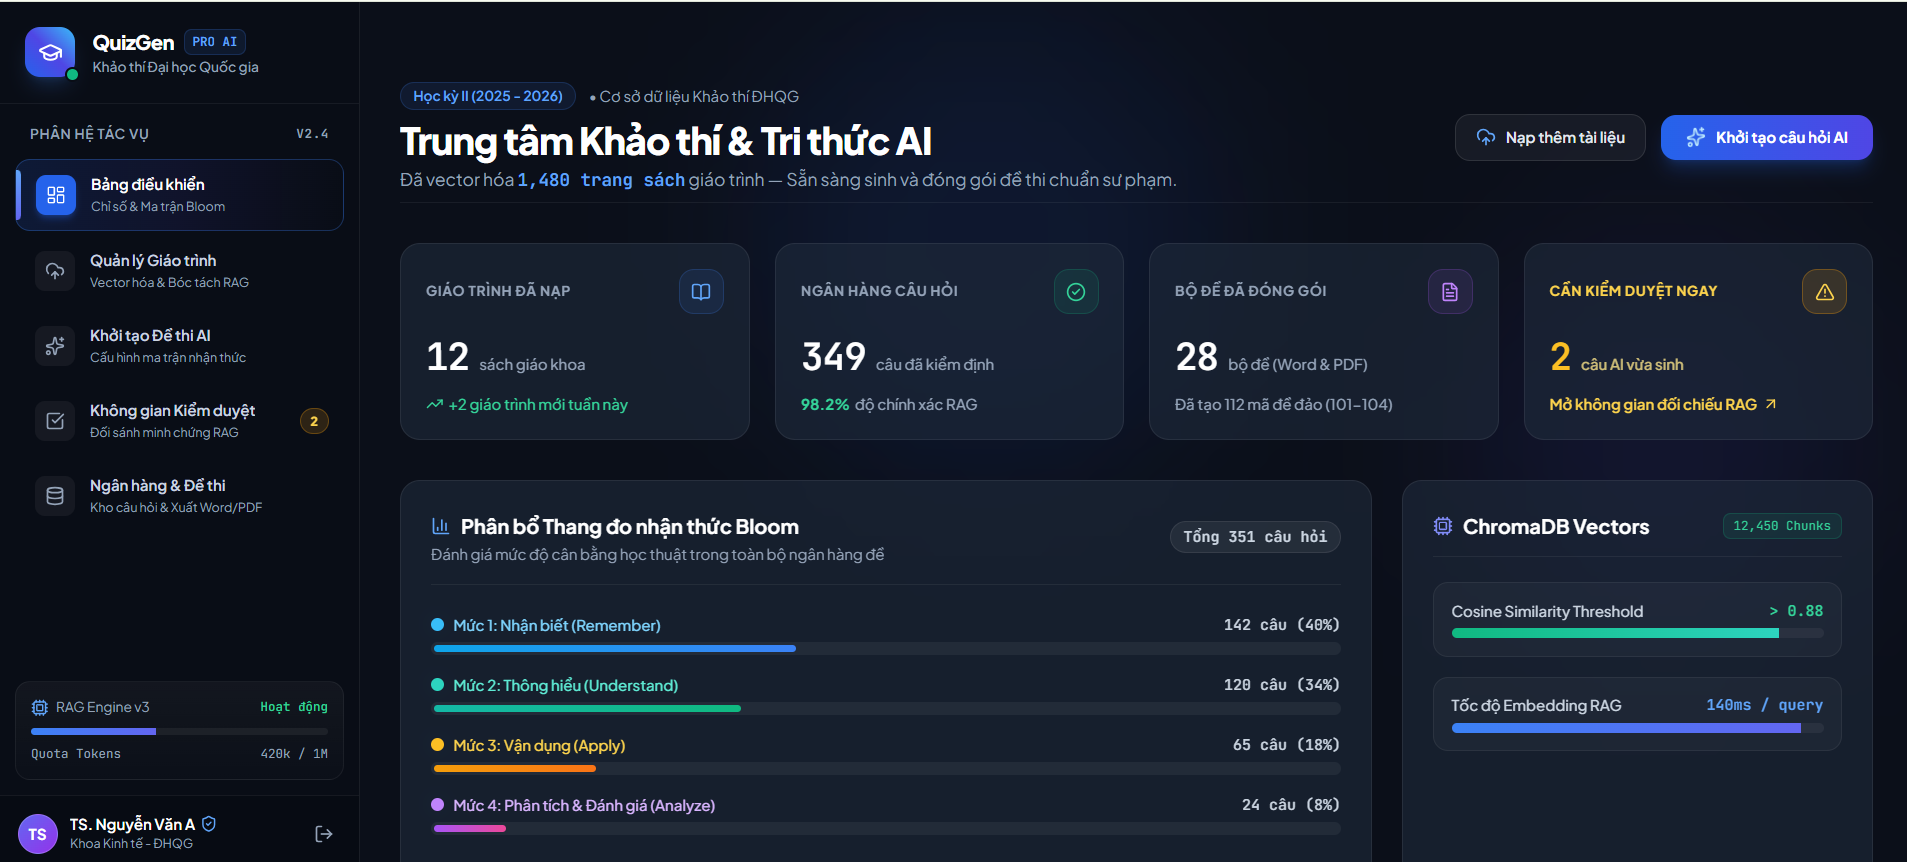 QuizGen PRO AI
Khảo thí Đại học Quốc gia
PHÂN HỆ TÁC VỤ V2.4
Bảng điều khiển
Chỉ số & Ma trận Bloom
Quản lý Giáo trình
Vector hóa & Bóc tách RAG
Khởi tạo Đề thi AI
Cấu hình ma trận nhận thức
Không gian Kiểm duyệt
Đối sánh minh chứng RAG
2
Ngân hàng & Đề thi
Kho câu hỏi & Xuất Word/PDF
RAG Engine v3 Hoạt động
Quota Tokens 420k / 1M
TS
TS. Nguyễn Văn A
Khoa Kinh tế - ĐHQG
Học kỳ II (2025 - 2026) • Cơ sở dữ liệu Khảo thí ĐHQG
Trung tâm Khảo thí & Tri thức AI
Đã vector hóa 1,480 trang sách giáo trình — Sẵn sàng sinh và đóng gói đề thi chuẩn sư phạm.
Nạp thêm tài liệu
Khởi tạo câu hỏi AI
GIÁO TRÌNH ĐÃ NẠP
12 sách giáo khoa
+2 giáo trình mới tuần này
NGÂN HÀNG CÂU HỎI
349 câu đã kiểm định
98.2% độ chính xác RAG
BỘ ĐỀ ĐÃ ĐÓNG GÓI
28 bộ đề (Word & PDF)
Đã tạo 112 mã đề đảo (101–104)
CẦN KIỂM DUYỆT NGAY
2 câu AI vừa sinh
Mở không gian đối chiếu RAG
Phân bổ Thang đo nhận thức Bloom
Đánh giá mức độ cân bằng học thuật trong toàn bộ ngân hàng đề
Tổng 351 câu hỏi
Mức 1: Nhận biết (Remember) 142 câu (40%)
Mức 2: Thông hiểu (Understand) 120 câu (34%)
Mức 3: Vận dụng (Apply) 65 câu (18%)
Mức 4: Phân tích & Đánh giá (Analyze) 24 câu (8%)
ChromaDB Vectors 12,450 Chunks
Cosine Similarity Threshold > 0.88
Tốc độ Embedding RAG 140ms / query